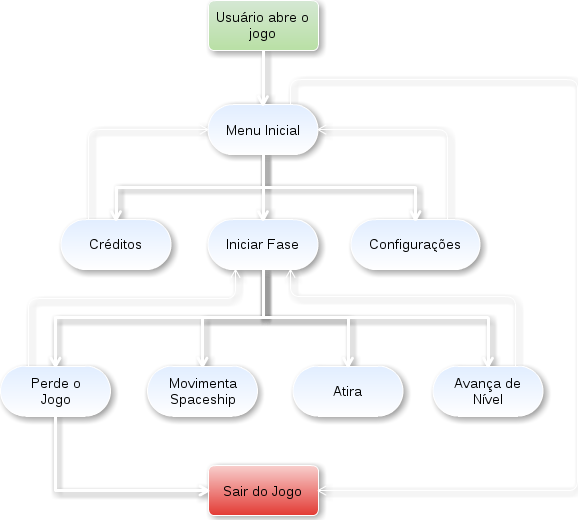 Usuário abre o
jogo
Menu Inicial
Créditos
Iniciar Fase
Configurações
Perde o
Jogo
Movimenta
Spaceship
Atira
Avança de
Nível
Sair do Jogo